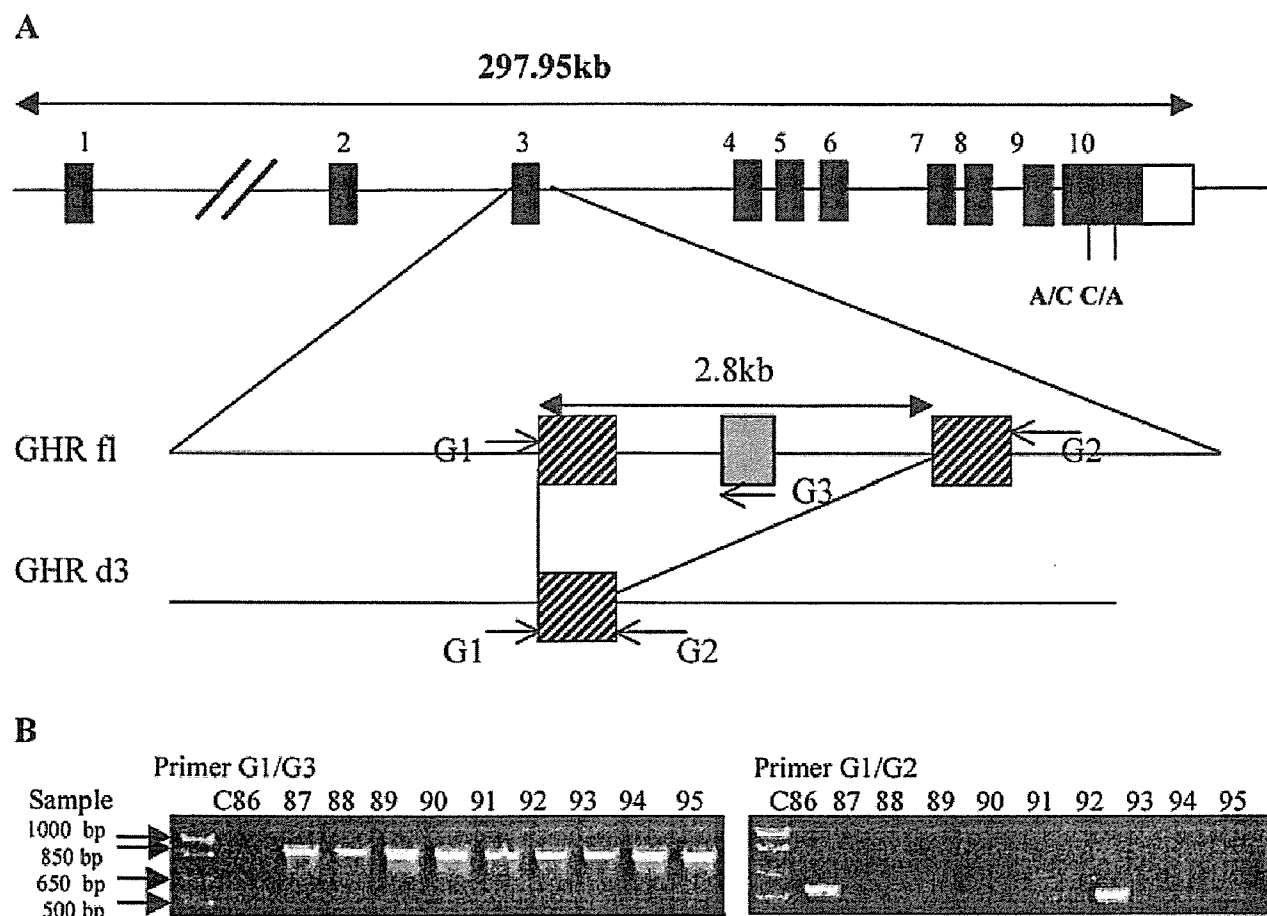 A
297.95kb
1 2 3 4 5 6 7 8 9 10
A/C C/A
2.8kb
GHR fl G1 G3 G2
GHR d3
G1 G2
B
Primer G1/G3 Primer G1/G2
Sample C86 87 88 89 90 91 92 93 94 95 C86 87 88 89 90 91 92 93 94 95
1000 bp
850 bp
650 bp
500 bp